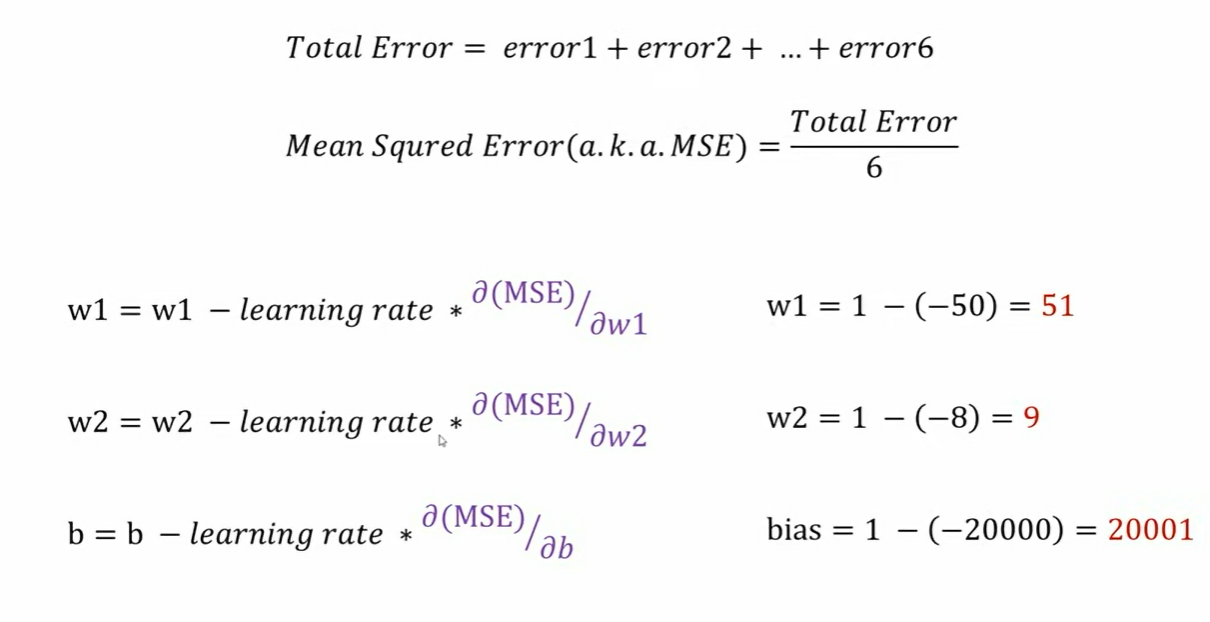 Total Error = error1 + error2 + ... + error6
Mean Squred Error(a.k.a.MSE) = Total Error / 6
w1 = w1 − learning rate * ∂(MSE)/∂w1
w1 = 1 − (−50) = 51
w2 = w2 − learning rate * ∂(MSE)/∂w2
w2 = 1 − (−8) = 9
b = b − learning rate * ∂(MSE)/∂b
bias = 1 − (−20000) = 20001